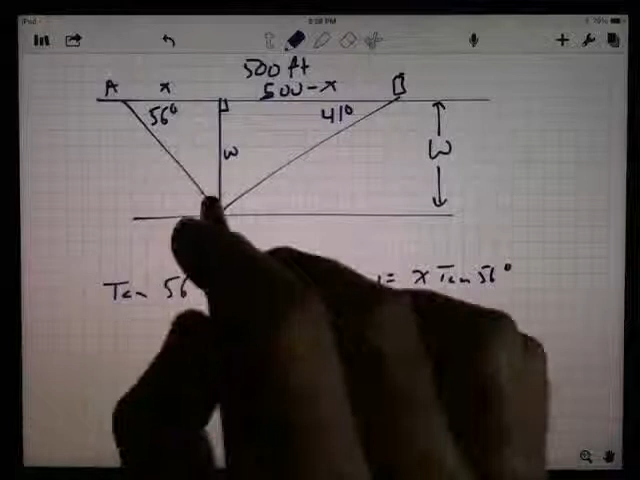 500 ft
A x 500-x B
56° 41°
w W
Tan 56 = x Tan 56°